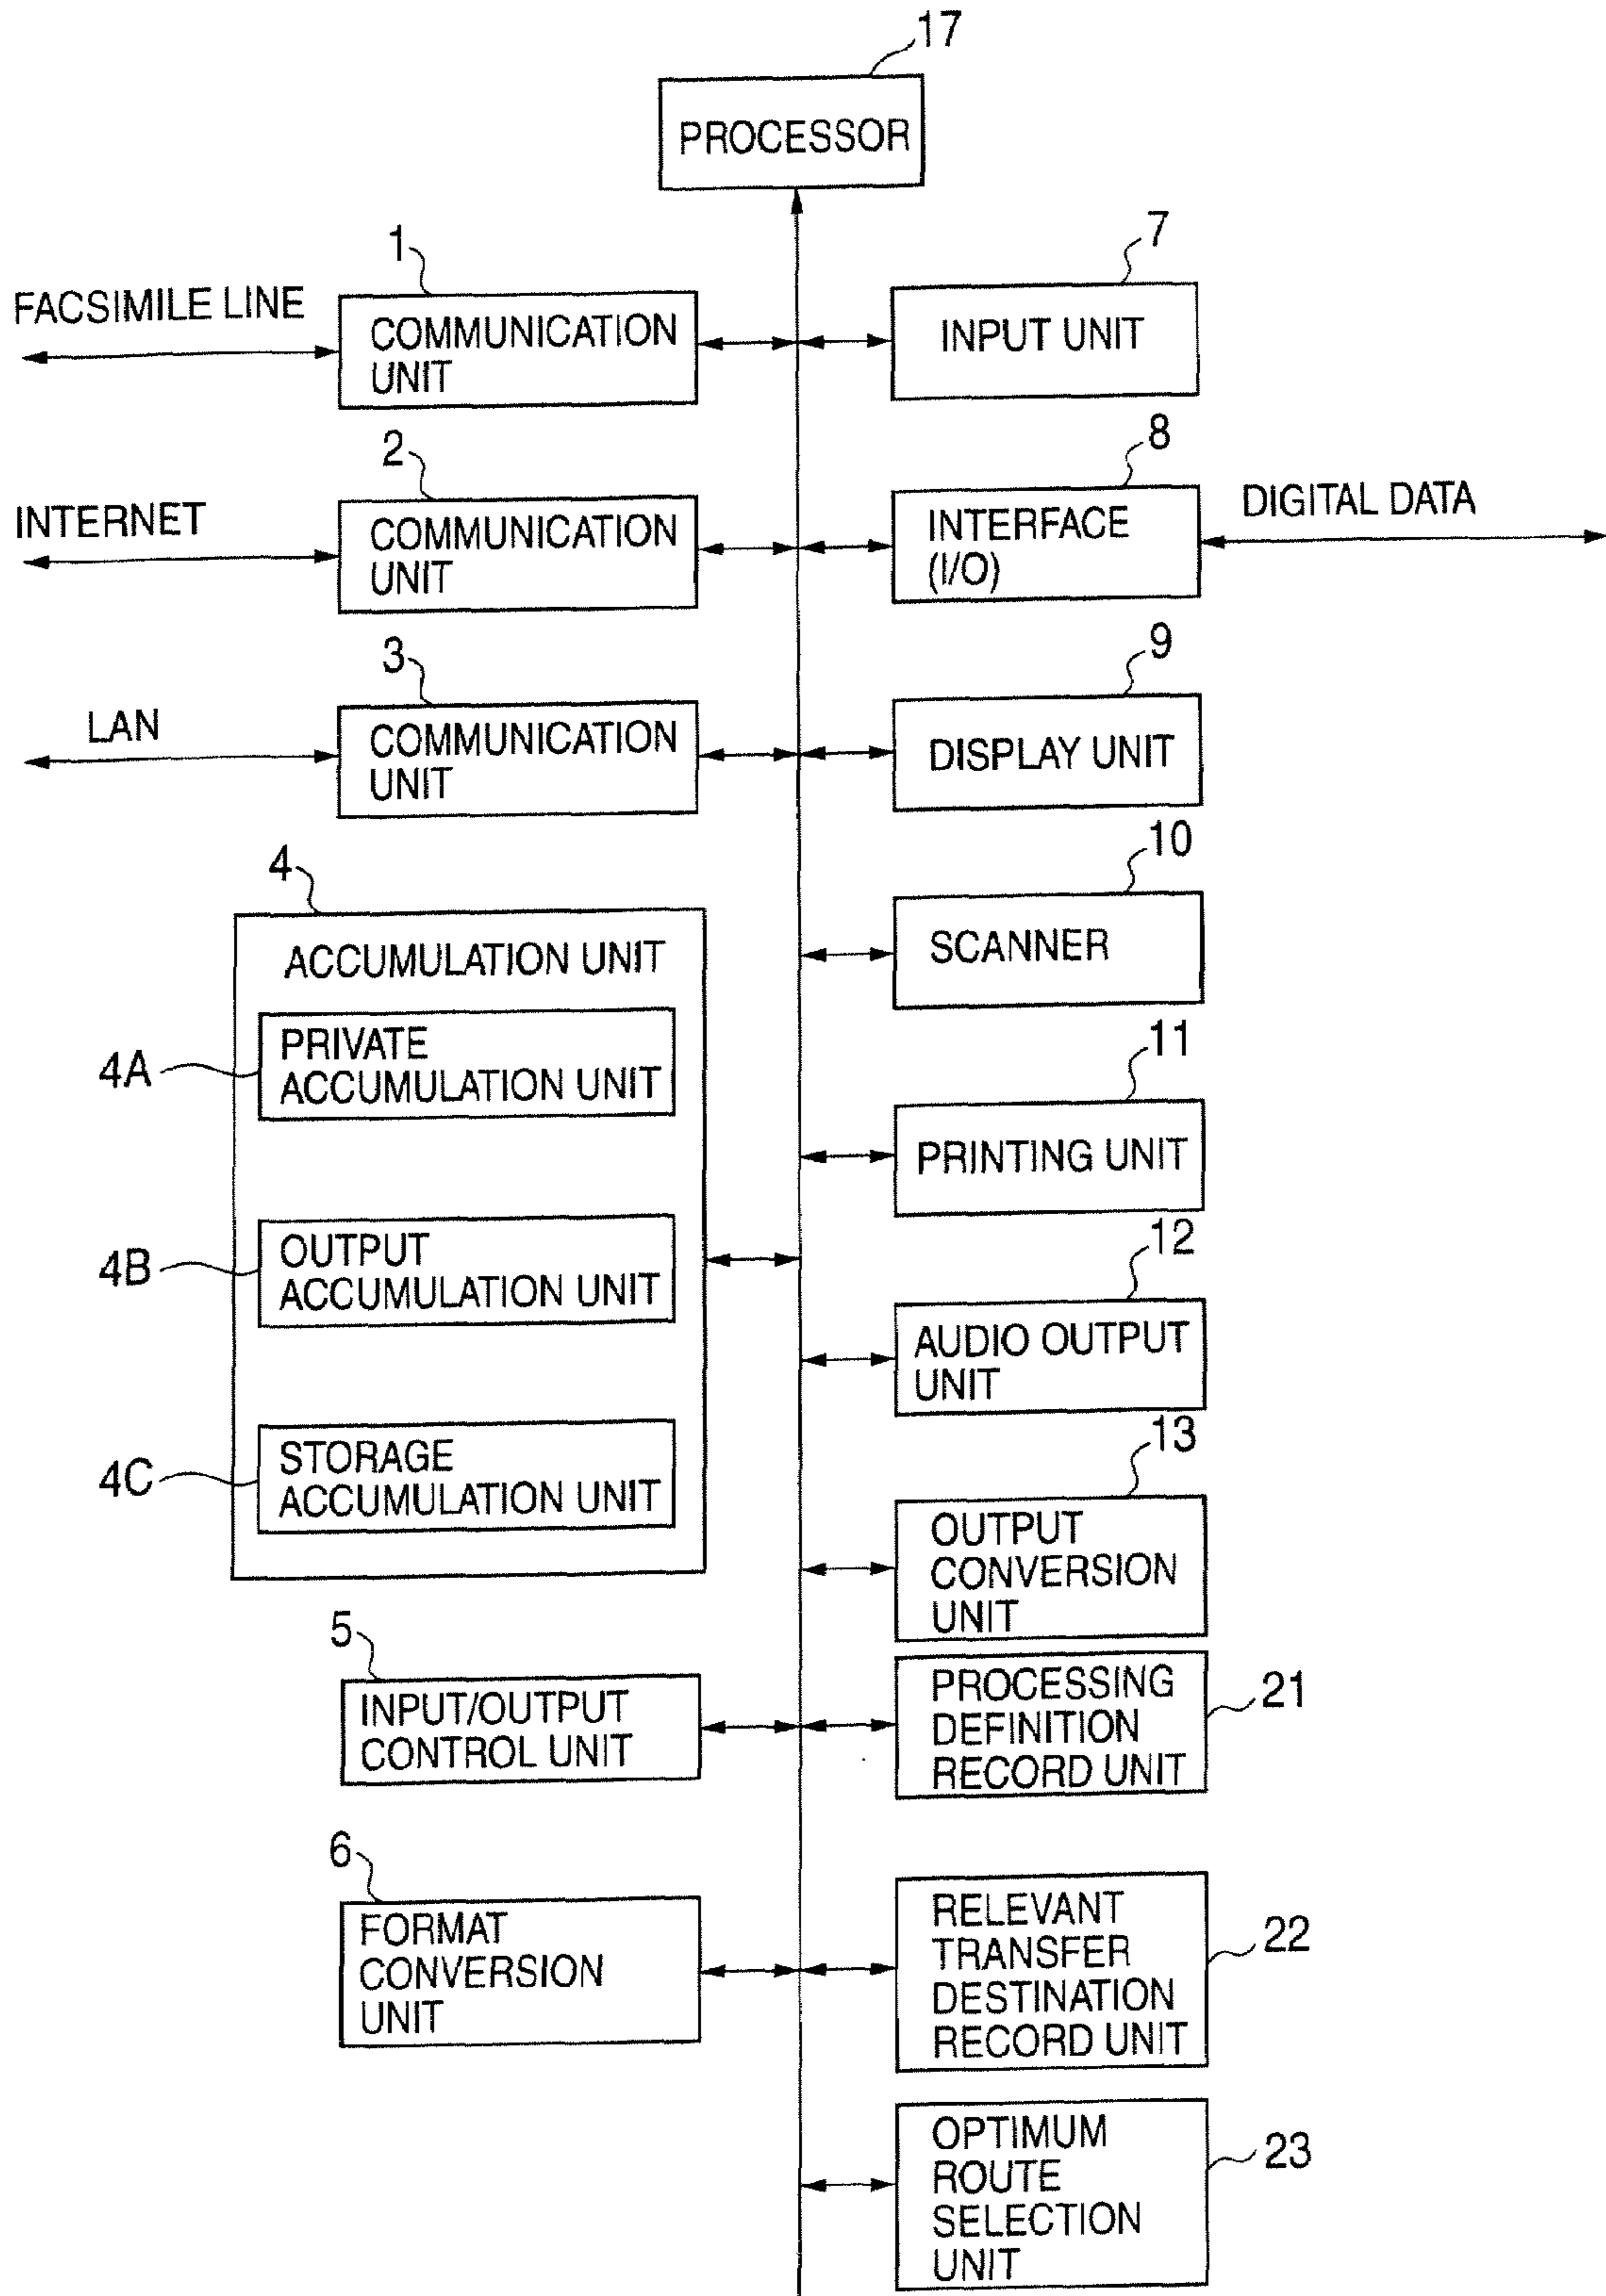 17
PROCESSOR
1
FACSIMILE LINE
COMMUNICATION
UNIT
7
INPUT UNIT
2
INTERNET
COMMUNICATION
UNIT
8
INTERFACE
(I/O)
DIGITAL DATA
3
LAN
COMMUNICATION
UNIT
9
DISPLAY UNIT
10
SCANNER
4
ACCUMULATION UNIT
4A
PRIVATE
ACCUMULATION UNIT
11
PRINTING UNIT
4B
OUTPUT
ACCUMULATION UNIT
12
AUDIO OUTPUT
UNIT
4C
STORAGE
ACCUMULATION UNIT
13
OUTPUT
CONVERSION
UNIT
5
INPUT/OUTPUT
CONTROL UNIT
PROCESSING
DEFINITION
RECORD UNIT
21
6
FORMAT
CONVERSION
UNIT
RELEVANT
TRANSFER
DESTINATION
RECORD UNIT
22
OPTIMUM
ROUTE
SELECTION
UNIT
23